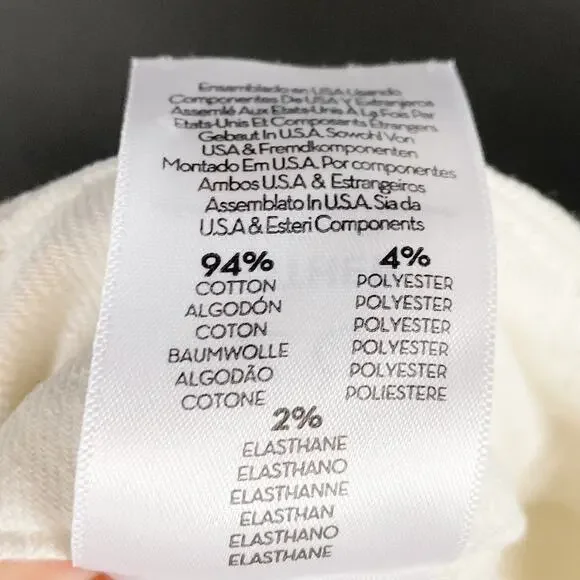 Ensamblado en USA Usando
Componentes De USA Y Extranjeros
Assemlé Aux Etats-Unis À La Fois Par
Etats-Unis Et Composants Etrangers
Gebaut In U.S.A. Sowohl Von
USA & Fremdkomponenten
Montado Em U.S.A. Por componentes
Ambos U.S.A & Estrangeiros
Assemblato In U.S.A. Sia da
U.S.A & Esteri Components
94%
COTTON
ALGODÓN
COTON
BAUMWOLLE
ALGODÃO
COTONE
4%
POLYESTER
POLYESTER
POLYESTER
POLYESTER
POLYESTER
POLIESTERE
2%
ELASTHANE
ELASTHANO
ELASTHANNE
ELASTHAN
ELASTHANO
ELASTHANE